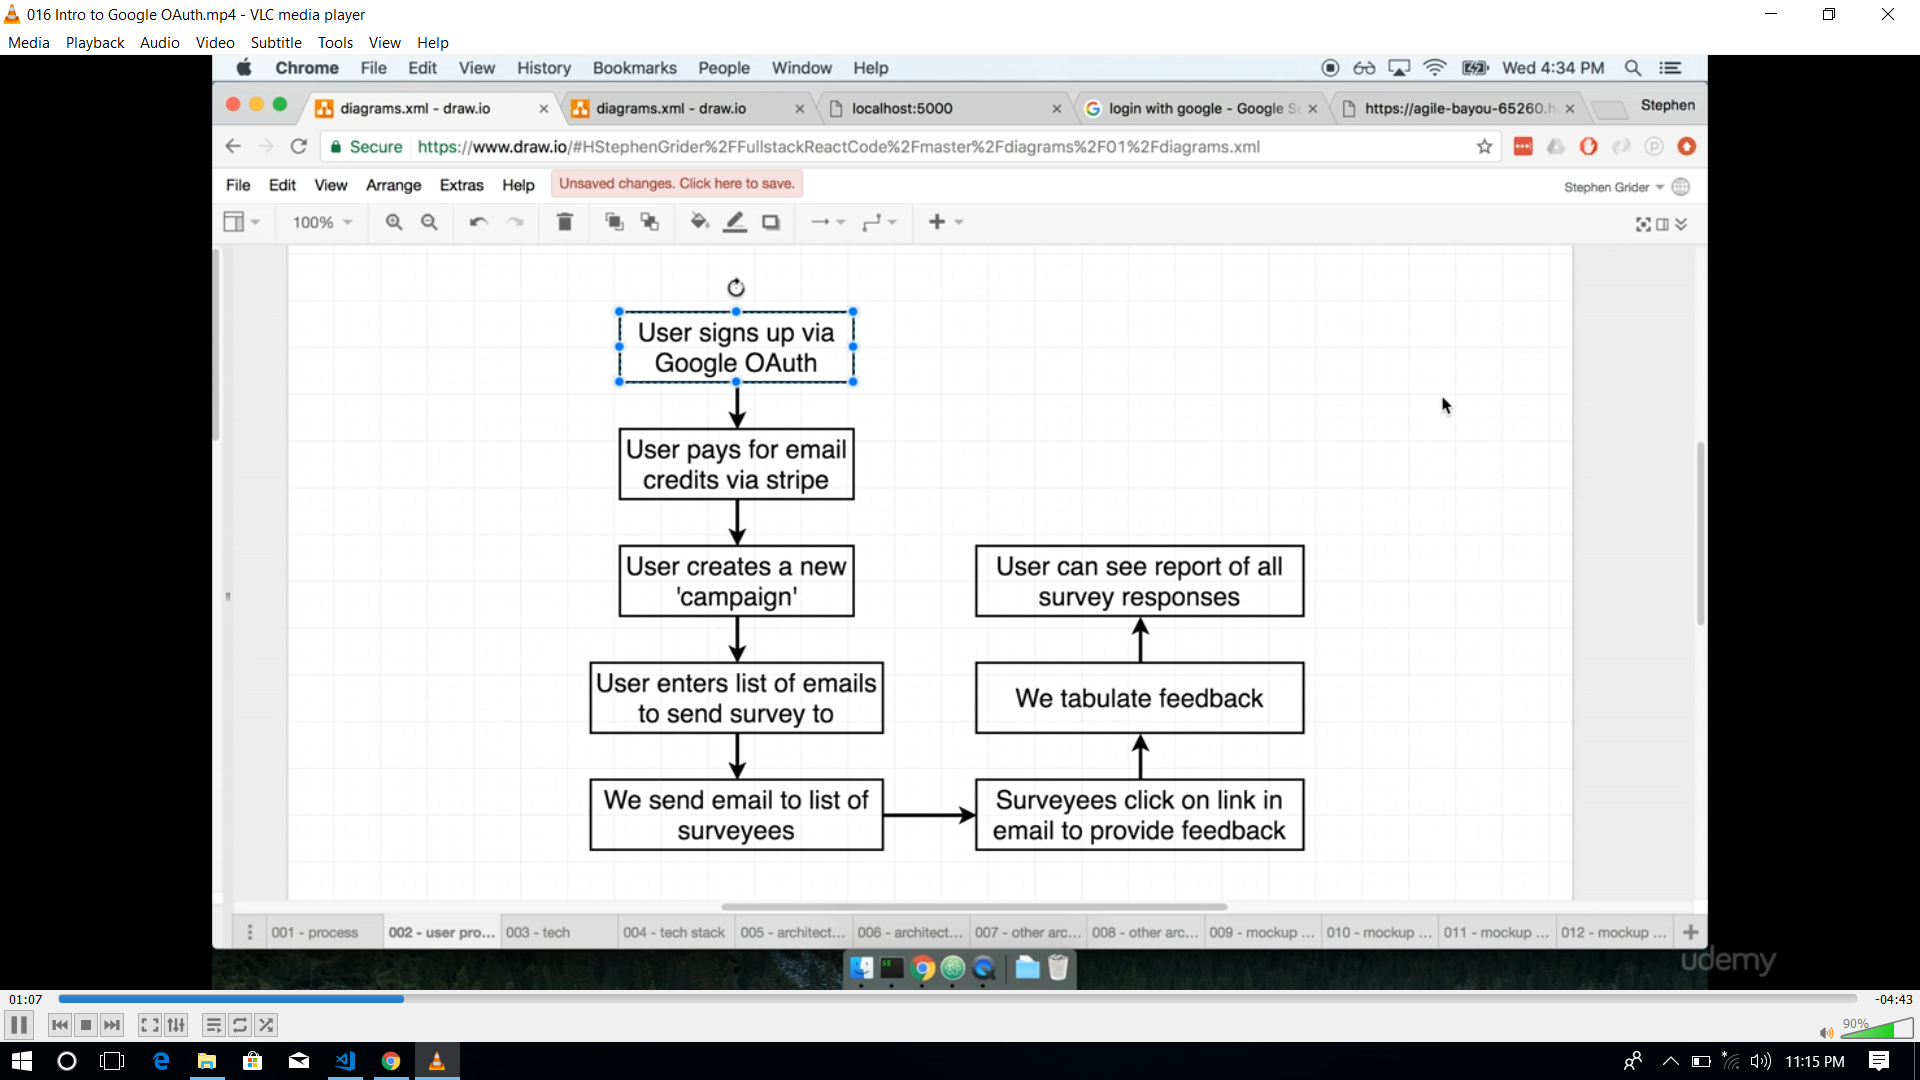 016 Intro to Google OAuth.mp4 - VLC media player
Media Playback Audio Video Subtitle Tools View Help
Chrome File Edit View History Bookmarks People Window Help
Wed 4:34 PM
diagrams.xml - draw.io
diagrams.xml - draw.io
localhost:5000
login with google - Google Se
https://agile-bayou-65260.he
Stephen
Secure https://www.draw.io/#HStephenGrider%2FFullstackReactCode%2Fmaster%2Fdiagrams%2F01%2Fdiagrams.xml
File Edit View Arrange Extras Help
Unsaved changes. Click here to save.
Stephen Grider
100%
User signs up via
Google OAuth
User pays for email
credits via stripe
User creates a new
'campaign'
User enters list of emails
to send survey to
We send email to list of
surveyees
Surveyees click on link in
email to provide feedback
We tabulate feedback
User can see report of all
survey responses
001 - process
002 - user pro...
003 - tech
004 - tech stack
005 - architect...
006 - architect...
007 - other arc...
008 - other arc...
009 - mockup ...
010 - mockup ...
011 - mockup ...
012 - mockup ...
udemy
01:07
-04:43
90%
11:15 PM